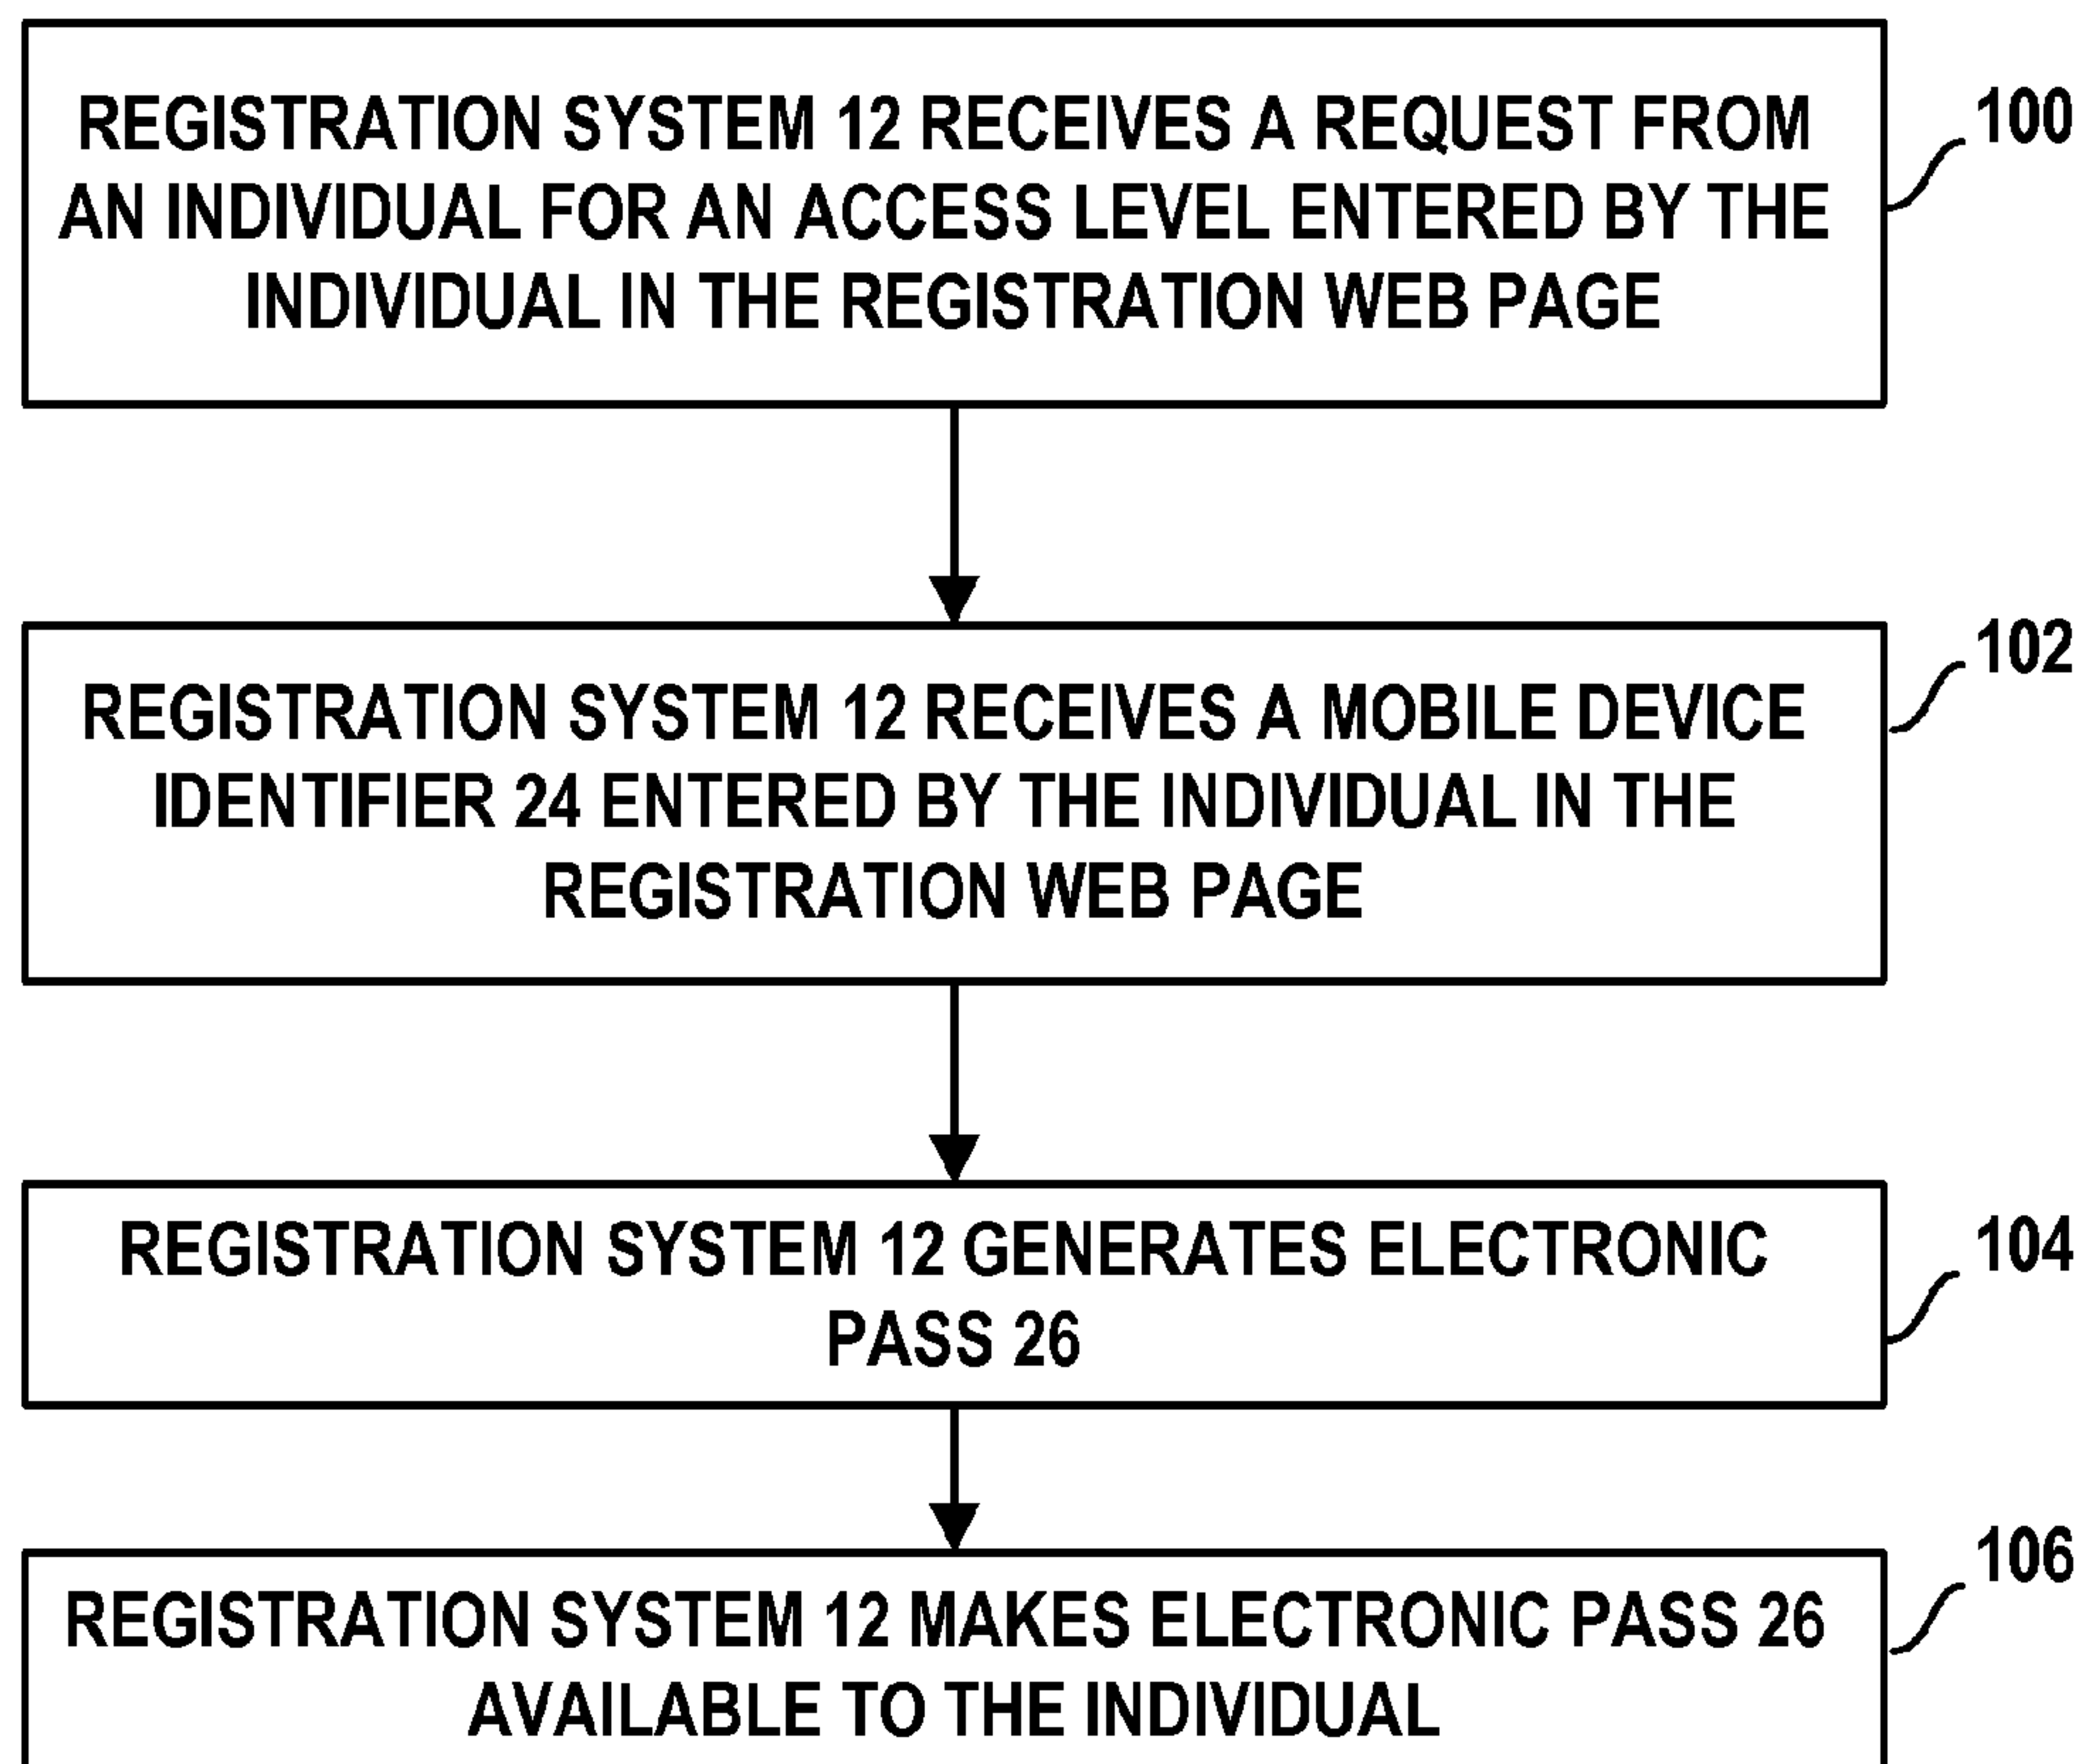 REGISTRATION SYSTEM 12 RECEIVES A REQUEST FROM
AN INDIVIDUAL FOR AN ACCESS LEVEL ENTERED BY THE
INDIVIDUAL IN THE REGISTRATION WEB PAGE
100
REGISTRATION SYSTEM 12 RECEIVES A MOBILE DEVICE
IDENTIFIER 24 ENTERED BY THE INDIVIDUAL IN THE
REGISTRATION WEB PAGE
102
REGISTRATION SYSTEM 12 GENERATES ELECTRONIC
PASS 26
104
REGISTRATION SYSTEM 12 MAKES ELECTRONIC PASS 26
AVAILABLE TO THE INDIVIDUAL
106